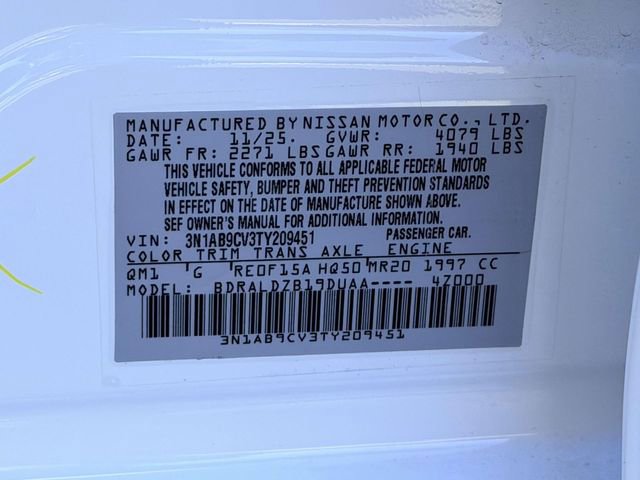 MANUFACTURED BY NISSAN MOTOR CO., LTD.
DATE: 11/25. GVWR: 4079 LBS
GAWR FR: 2271 LBS GAWR RR: 1940 LBS
THIS VEHICLE CONFORMS TO ALL APPLICABLE FEDERAL MOTOR
VEHICLE SAFETY, BUMPER AND THEFT PREVENTION STANDARDS
IN EFFECT ON THE DATE OF MANUFACTURE SHOWN ABOVE.
SEF OWNER'S MANUAL FOR ADDITIONAL INFORMATION.
VIN: 3N1AB9CV3TY209451 PASSENGER CAR.
COLOR TRIM TRANS AXLE ENGINE
QM1 G RE0F15A HQ50 MR20 1997 CC
MODEL: BDRALDZB19DUAA---- 4Z000
3N1AB9CV3TY209451